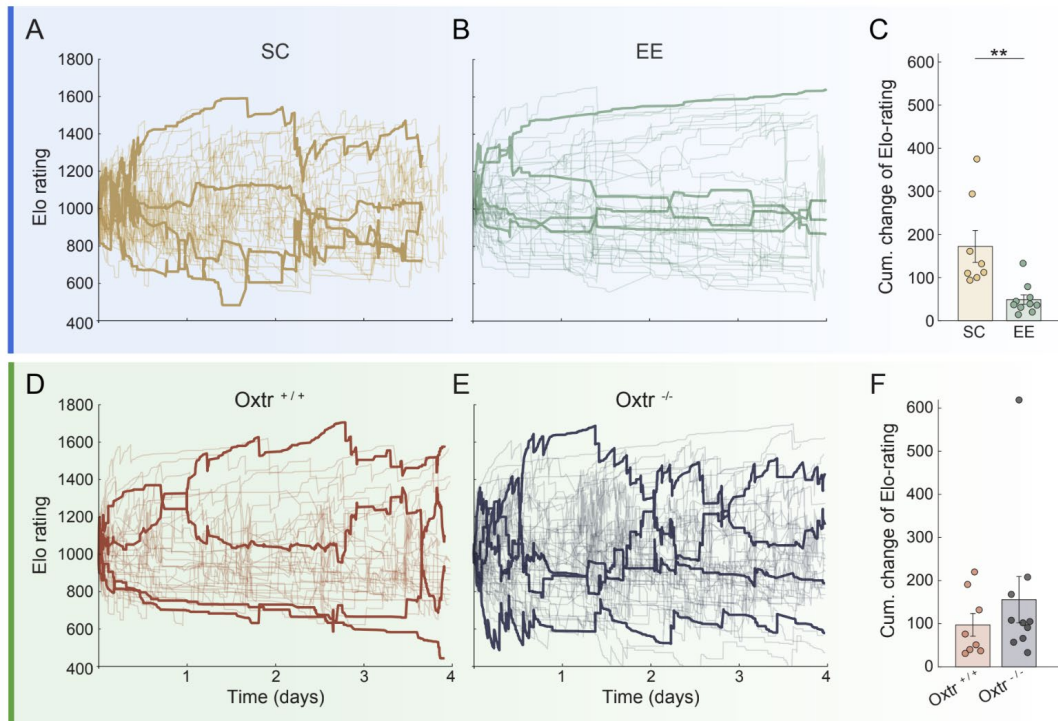 A
SC
Elo rating
1800
1600
1400
1200
1000
800
600
400
B
EE
C
**
Cum. change of Elo-rating
600
500
400
300
200
100
0
SC
EE
D
Oxtr +/+
Elo rating
1800
1600
1400
1200
1000
800
600
400
1
2
3
4
Time (days)
E
Oxtr -/-
1
2
3
4
Time (days)
F
Cum. change of Elo-rating
600
500
400
300
200
100
0
Oxtr +/+
Oxtr -/-